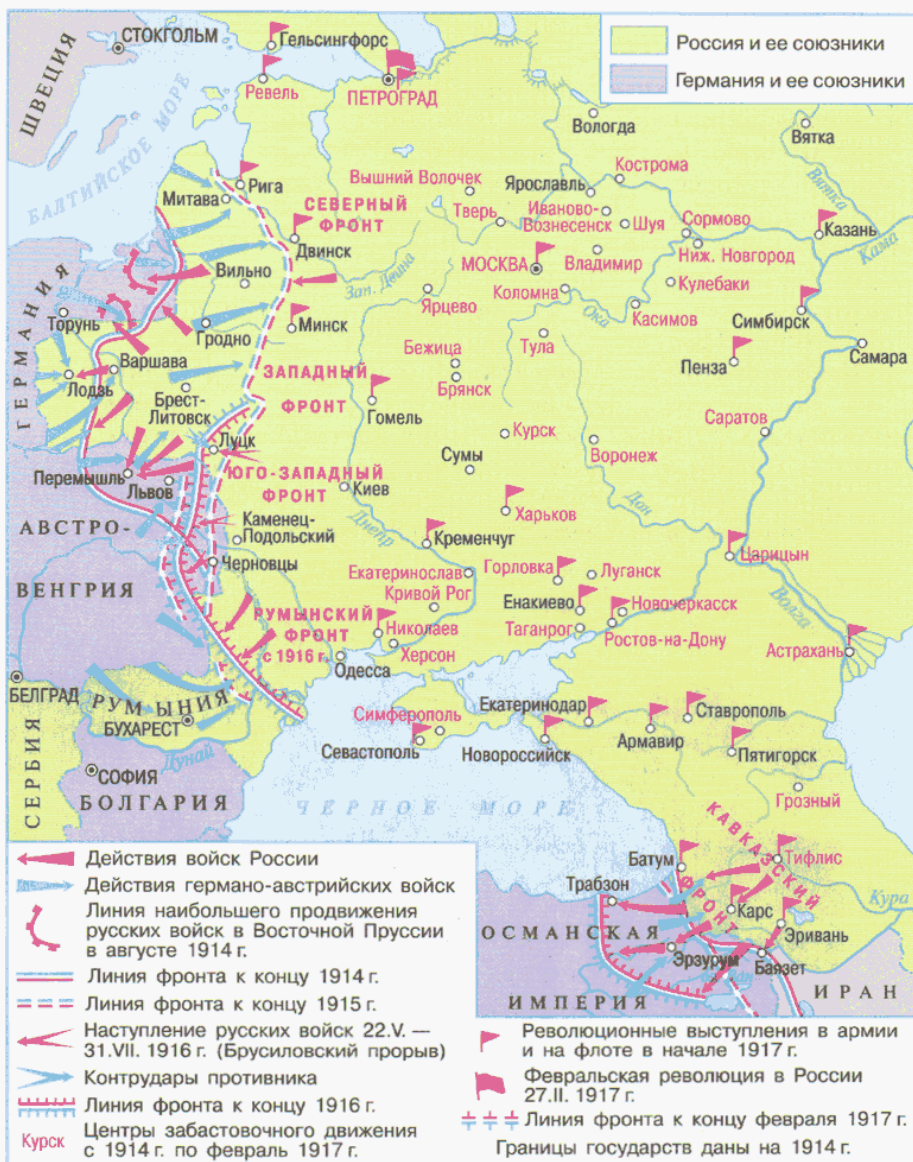 СТОКГОЛЬМ
ШВЕЦИЯ
Гельсингфорс
Ревель
ПЕТРОГРАД
Россия и ее союзники
Германия и ее союзники
БАЛТИЙСКОЕ МОРЕ
Вологда
Вятка
Вятка
Кострома
Вышний Волочек
Ярославль
Рига
Митава
СЕВЕРНЫЙ
ФРОНТ
Тверь
Иваново-
Вознесенск
Шуя
Сормово
Казань
Кама
Двинск
МОСКВА
Владимир
Ниж. Новгород
Вильно
Зап. Двина
Коломна
Кулебаки
Ярцево
Ока
Касимов
Симбирск
ГЕРМАНИЯ
Торунь
Гродно
Минск
Тула
Самара
Бежица
Пенза
Варшава
ЗАПАДНЫЙ
ФРОНТ
Брянск
Лодзь
Брест-
Литовск
Гомель
Саратов
Курск
Луцк
Сумы
Воронеж
Перемышль
Львов
ЮГО-ЗАПАДНЫЙ
ФРОНТ
Киев
Дон
АВСТРО-
ВЕНГРИЯ
Каменец-
Подольский
Днепр
Харьков
Кременчуг
Царицын
Черновцы
Екатеринослав
Горловка
Луганск
Кривой Рог
Енакиево
Новочеркасск
Волга
РУМЫНСКИЙ
ФРОНТ
с 1916 г.
Николаев
Таганрог
Ростов-на-Дону
Астрахань
Херсон
Одесса
БЕЛГРАД
РУМЫНИЯ
БУХАРЕСТ
Екатеринодар
Ставрополь
Симферополь
Армавир
Севастополь
Новороссийск
Пятигорск
СЕРБИЯ
Дунай
СОФИЯ
БОЛГАРИЯ
ЧЕРНОЕ МОРЕ
Грозный
КАВКАЗСКИЙ
ФРОНТ
Батум
Тифлис
Трабзон
Кура
Карс
ОСМАНСКАЯ
ИМПЕРИЯ
Эривань
Эрзурум
Баязет
ИРАН
Действия войск России
Действия германо-австрийских войск
Линия наибольшего продвижения
русских войск в Восточной Пруссии
в августе 1914 г.
Линия фронта к концу 1914 г.
Линия фронта к концу 1915 г.
Наступление русских войск 22.V. —
31.VII. 1916 г. (Брусиловский прорыв)
Контрудары противника
Линия фронта к концу 1916 г.
Курск
Центры забастовочного движения
с 1914 г. по февраль 1917 г.
Революционные выступления в армии
и на флоте в начале 1917 г.
Февральская революция в России
27.II. 1917 г.
Линия фронта к концу февраля 1917 г.
Границы государств даны на 1914 г.